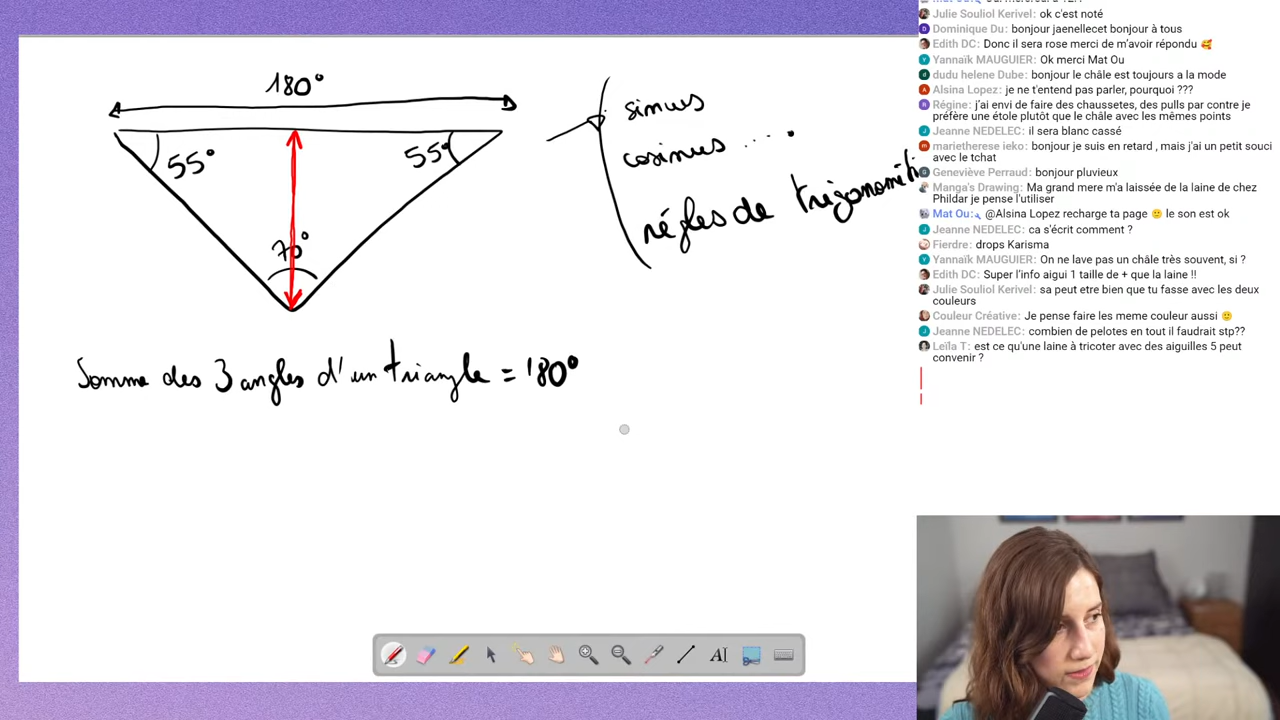 180°
55°
55°
70°
sinus
cosinus ....
régles de trigonométri
Somme des 3 angles d'un triangle = 180°
Julie Souliol Kerivel: ok c'est noté
Dominique Du: bonjour jaenellecet bonjour à tous
Edith DC: Donc il sera rose merci de m'avoir répondu 🥰
Yannaïk MAUGUIER: Ok merci Mat Ou
dudu helene Dube: bonjour le châle est toujours a la mode
Alsina Lopez: je ne t'entend pas parler, pourquoi ???
Régine: j'ai envi de faire des chaussetes, des pulls par contre je
préfère une étole plutôt que le châle avec les mêmes points
Jeanne NEDELEC: il sera blanc cassé
marietherese ieko: bonjour je suis en retard , mais j'ai un petit souci
avec le tchat
Geneviève Perraud: bonjour pluvieux
Manga's Drawing: Ma grand mere m'a laissée de la laine de chez
Phildar je pense l'utiliser
Mat Ou: @Alsina Lopez recharge ta page 🙂 le son est ok
Jeanne NEDELEC: ca s'écrit comment ?
Fierdre: drops Karisma
Yannaïk MAUGUIER: On ne lave pas un châle très souvent, si ?
Edith DC: Super l'info aigui 1 taille de + que la laine !!
Julie Souliol Kerivel: sa peut etre bien que tu fasse avec les deux
couleurs
Couleur Créative: Je pense faire les meme couleur aussi 🙂
Jeanne NEDELEC: combien de pelotes en tout il faudrait stp??
Leïla T: est ce qu'une laine à tricoter avec des aiguilles 5 peut
convenir ?